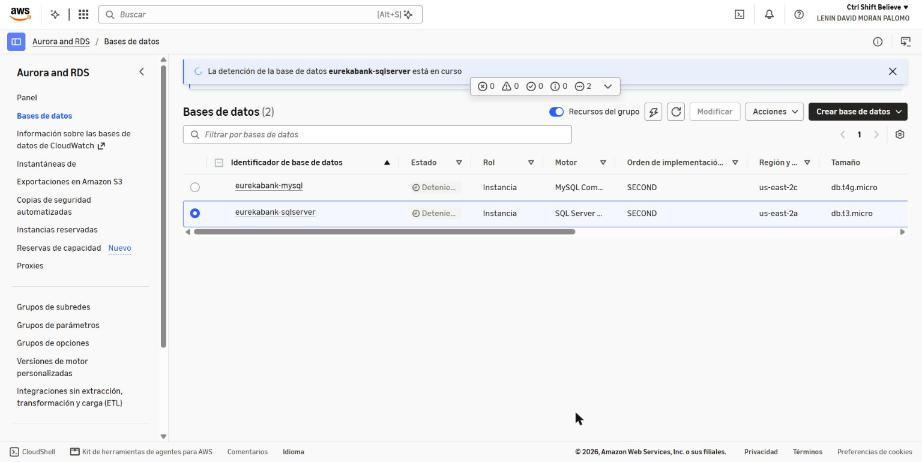 aws
Buscar
[Alt+S]
Ctrl Shift Believe
LENIN DAVID MORAN PALOMO
Aurora and RDS / Bases de datos
Aurora and RDS
Panel
Bases de datos
Información sobre las bases
de datos de CloudWatch
Instantáneas de
Exportaciones en Amazon S3
Copias de seguridad
automatizadas
Instancias reservadas
Reservas de capacidad Nuevo
Proxies
Grupos de subredes
Grupos de parámetros
Grupos de opciones
Versiones de motor
personalizadas
Integraciones sin extracción,
transformación y carga (ETL)
La detención de la base de datos eurekabank-sqlserver está en curso
0 0 0 0 2
Bases de datos (2)
Recursos del grupo
Modificar
Acciones
Crear base de datos
Filtrar por bases de datos
1
Identificador de base de datos Estado Rol Motor Orden de implementació... Región y ... Tamaño
eurekabank-mysql Detenie... Instancia MySQL Com... SECOND us-east-2c db.t4g.micro
eurekabank-sqlserver Detenie... Instancia SQL Server ... SECOND us-east-2a db.t3.micro
CloudShell Kit de herramientas de agentes para AWS Comentarios Idioma © 2026, Amazon Web Services, Inc. o sus filiales. Privacidad Términos Preferencias de cookies